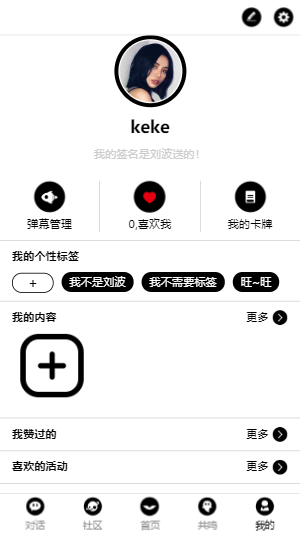 keke
我的签名是刘波送的！
弹幕管理
0,喜欢我
我的卡牌
我的个性标签
+
我不是刘波
我不需要标签
旺~旺
我的内容
更多
我赞过的
更多
喜欢的活动
更多
对话
社区
首页
共鸣
我的